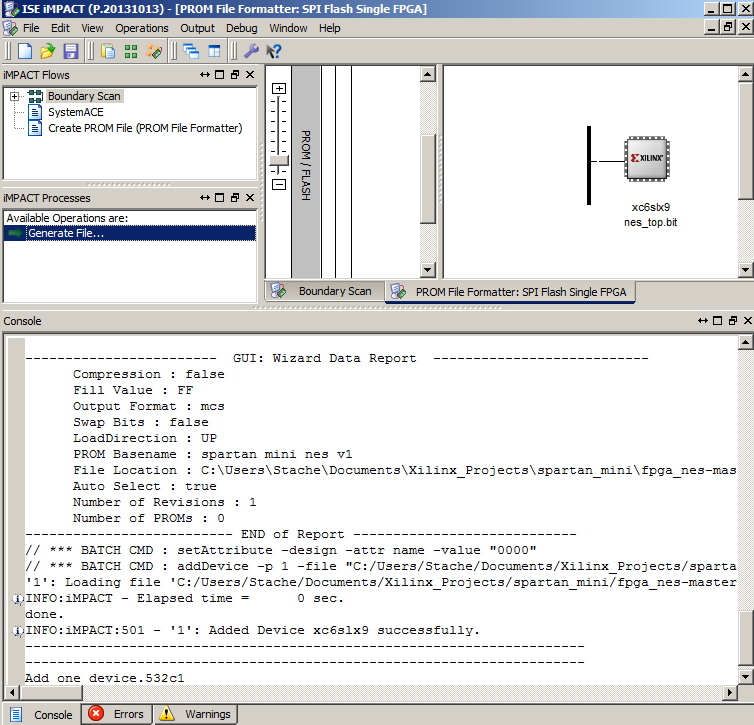 ISE iMPACT (P.20131013) - [PROM File Formatter: SPI Flash Single FPGA]
File Edit View Operations Output Debug Window Help
iMPACT Flows
Boundary Scan
SystemACE
Create PROM File (PROM File Formatter)
iMPACT Processes
Available Operations are:
Generate File...
PROM / FLASH
XILINX
xc6slx9
nes_top.bit
Boundary Scan
PROM File Formatter: SPI Flash Single FPGA
Console
------------------------ GUI: Wizard Data Report ---------------------------
Compression : false
Fill Value : FF
Output Format : mcs
Swap Bits : false
LoadDirection : UP
PROM Basename : spartan mini nes v1
File Location : C:\Users\Stache\Documents\Xilinx_Projects\spartan_mini\fpga_nes-mas
Auto Select : true
Number of Revisions : 1
Number of PROMs : 0
-------------------------- END of Report ----------------------------
// *** BATCH CMD : setAttribute -design -attr name -value "0000"
// *** BATCH CMD : addDevice -p 1 -file "C:/Users/Stache/Documents/Xilinx_Projects/sparta
'1': Loading file 'C:/Users/Stache/Documents/Xilinx_Projects/spartan_mini/fpga_nes-master
INFO:iMPACT - Elapsed time =      0 sec.
done.
INFO:iMPACT:501 - '1': Added Device xc6slx9 successfully.
----------------------------------------------------------------------
----------------------------------------------------------------------
Add one device.532c1
Console
Errors
Warnings